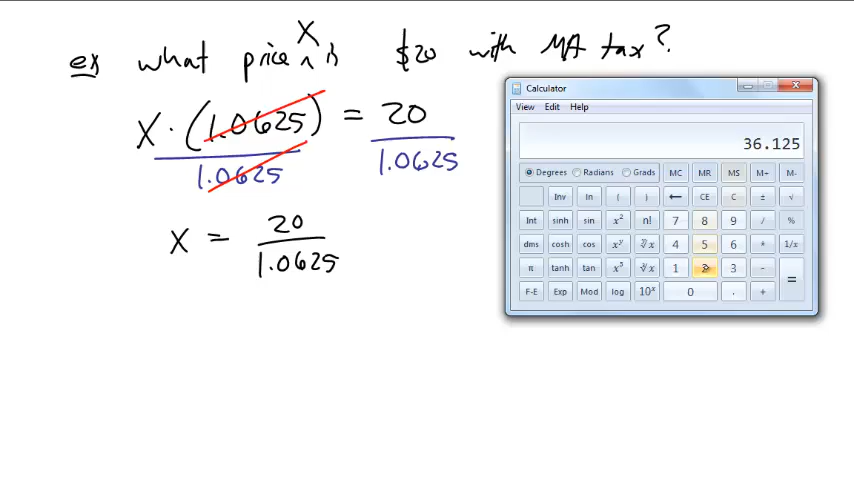 ex what price x is $20 with MA tax?
x · (1.0625) = 20
1.0625 1.0625
x = 20
1.0625
Calculator
View Edit Help
36.125
Degrees Radians Grads MC MR MS M+ M-
Inv ln ( ) ← CE C ± √
Int sinh sin x² n! 7 8 9 / %
dms cosh cos xʸ ʸ√x 4 5 6 * 1/x
π tanh tan x³ ³√x 1 2 3 - =
F-E Exp Mod log 10ˣ 0 . +